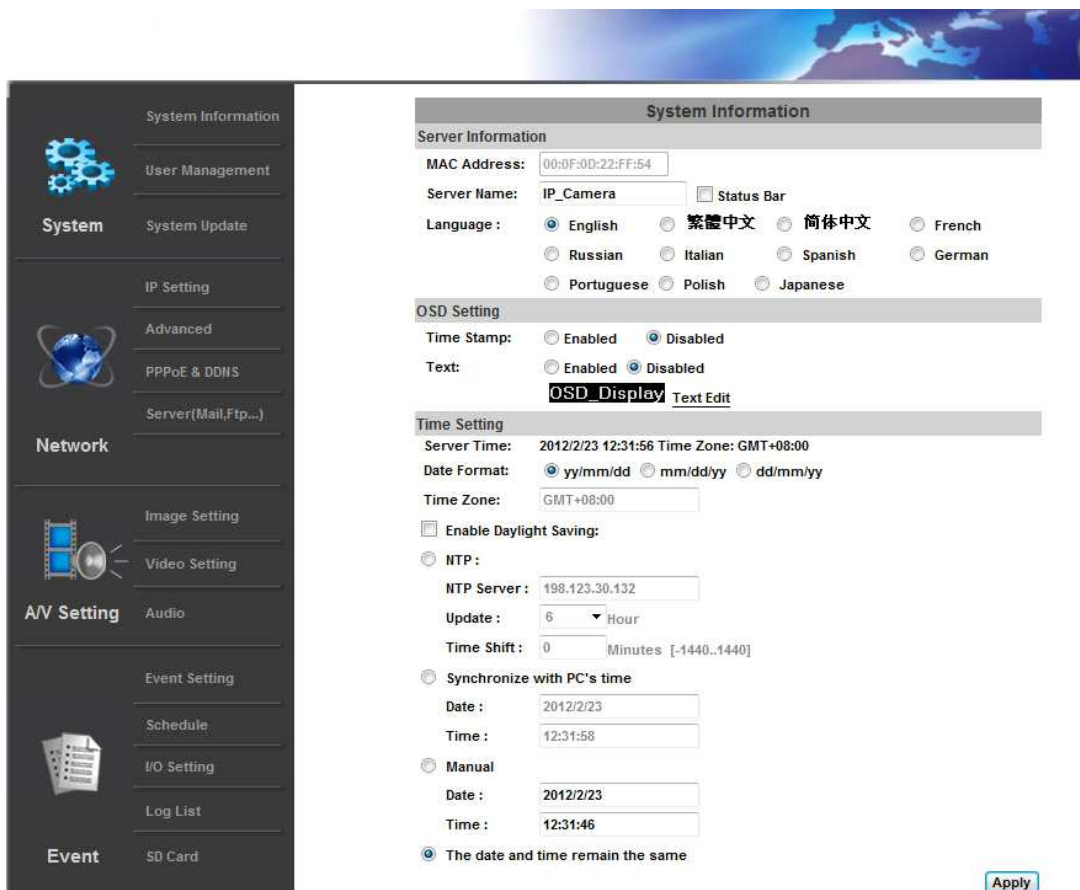 System Information
User Management
System
System Update
IP Setting
Advanced
PPPoE & DDNS
Server(Mail,Ftp...)
Network
Image Setting
Video Setting
A/V Setting
Audio
Event Setting
Schedule
I/O Setting
Log List
Event
SD Card
System Information
Server Information
MAC Address: 00:0F:0D:22:FF:54
Server Name: IP_Camera Status Bar
Language : English 繁體中文 简体中文 French
Russian Italian Spanish German
Portuguese Polish Japanese
OSD Setting
Time Stamp: Enabled Disabled
Text: Enabled Disabled
OSD_Display Text Edit
Time Setting
Server Time: 2012/2/23 12:31:56 Time Zone: GMT+08:00
Date Format: yy/mm/dd mm/dd/yy dd/mm/yy
Time Zone: GMT+08:00
Enable Daylight Saving:
NTP :
NTP Server : 198.123.30.132
Update : 6 Hour
Time Shift : 0 Minutes [-1440..1440]
Synchronize with PC's time
Date : 2012/2/23
Time : 12:31:58
Manual
Date : 2012/2/23
Time : 12:31:46
The date and time remain the same
Apply